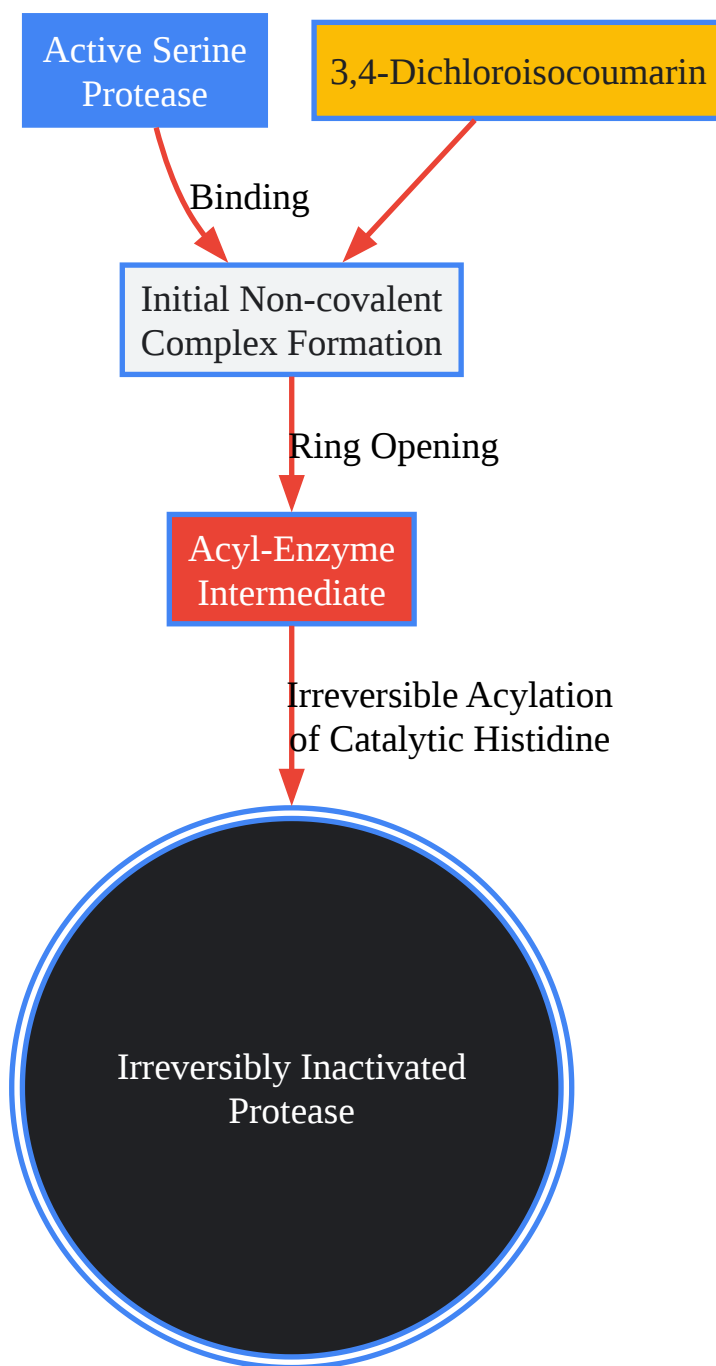 Active Serine
Protease
3,4-Dichloroisocoumarin
Binding
Initial Non-covalent
Complex Formation
Ring Opening
Acyl-Enzyme
Intermediate
Irreversible Acylation
of Catalytic Histidine
Irreversibly Inactivated
Protease